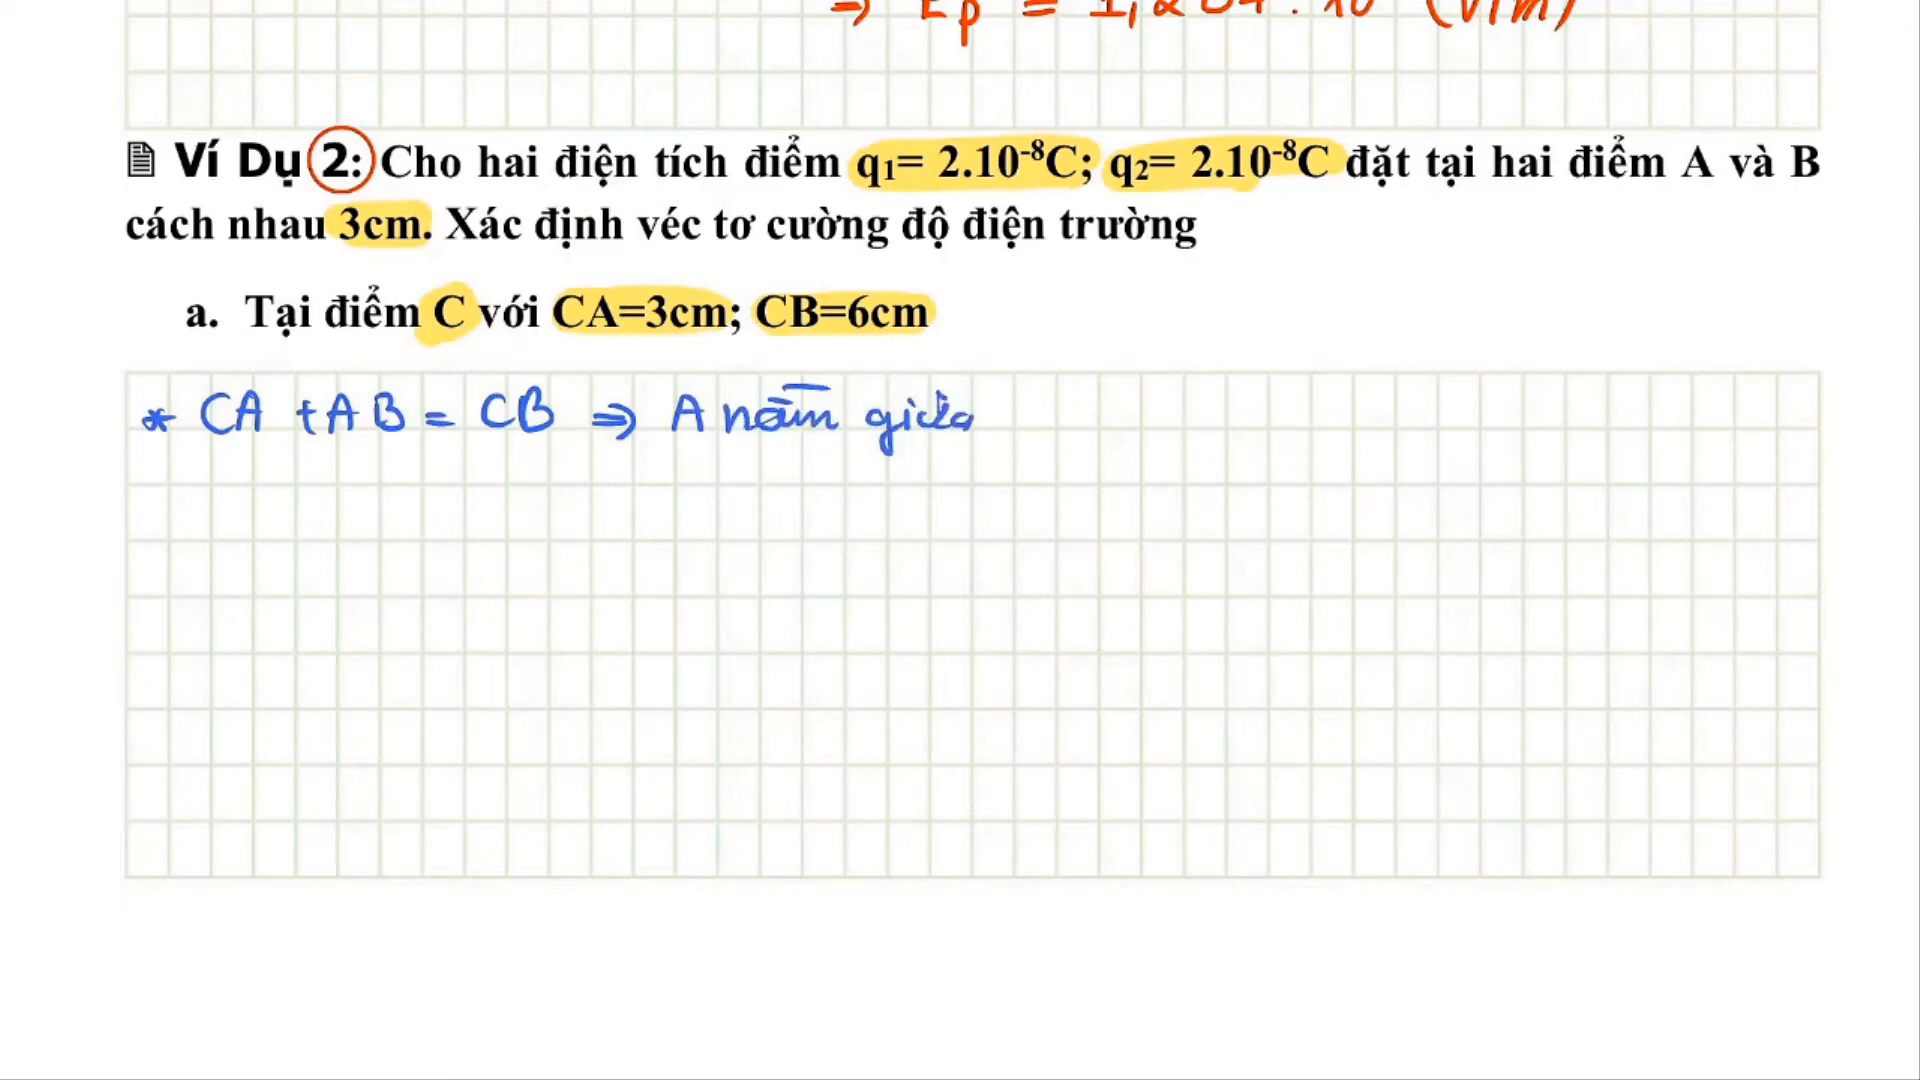 Ví Dụ 2: Cho hai điện tích điểm q₁= 2.10⁻⁸C; q₂= 2.10⁻⁸C đặt tại hai điểm A và B
cách nhau 3cm. Xác định véc tơ cường độ điện trường
a. Tại điểm C với CA=3cm; CB=6cm
* CA + AB = CB ⇒ A nằm giữa